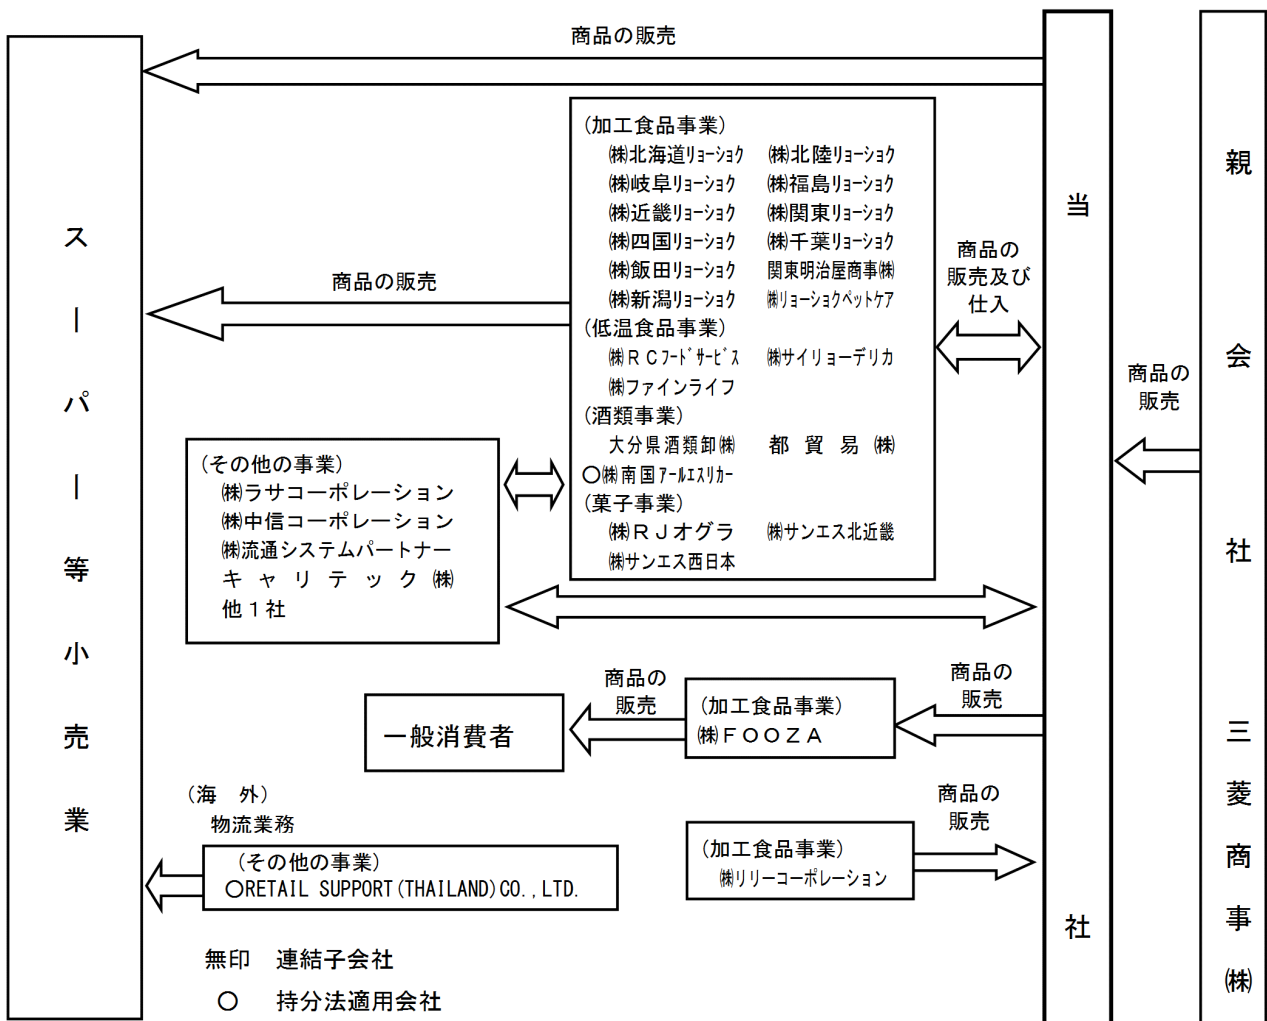 商品の販売
スーパー等小売業
(加工食品事業)
㈱北海道リョーショク ㈱北陸リョーショク
㈱岐阜リョーショク ㈱福島リョーショク
㈱近畿リョーショク ㈱関東リョーショク
㈱四国リョーショク ㈱千葉リョーショク
㈱飯田リョーショク 関東明治屋商事㈱
㈱新潟リョーショク ㈱リョーショクペットケア
(低温食品事業)
㈱RCフードサービス ㈱サイリョーデリカ
㈱ファインライフ
(酒類事業)
大分県酒類卸㈱ 都貿易㈱
○㈱南国アールエスリカー
(菓子事業)
㈱RJオグラ ㈱サンエス北近畿
㈱サンエス西日本
商品の販売
商品の
販売及び
仕入
当社
商品の
販売
親会社 三菱商事㈱
(その他の事業)
㈱ラサコーポレーション
㈱中信コーポレーション
㈱流通システムパートナー
キャリテック㈱
他1社
一般消費者
商品の
販売
(加工食品事業)
㈱FOOZA
商品の
販売
(海 外)
物流業務
(その他の事業)
○RETAIL SUPPORT(THAILAND)CO.,LTD.
(加工食品事業)
㈱リリーコーポレーション
商品の
販売
無印 連結子会社
○ 持分法適用会社